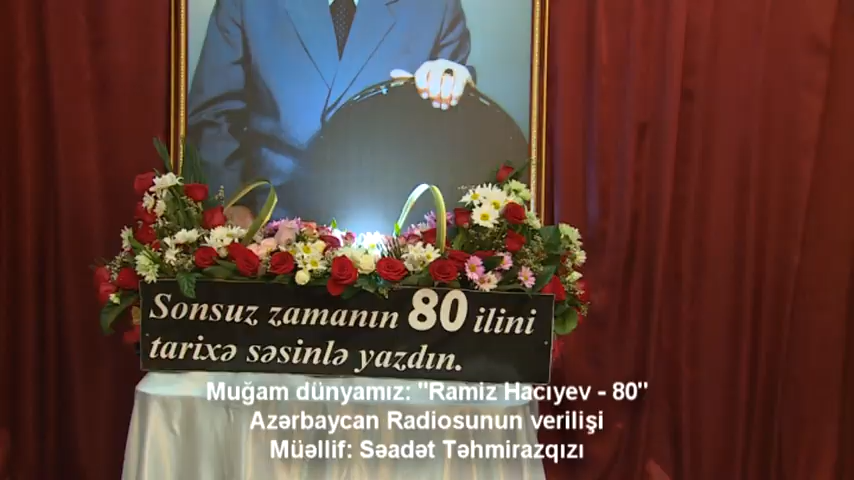 Sonsuz zamanın 80 ilini
tarixə səsinlə yazdın.
Muğam dünyamız: "Ramiz Hacıyev - 80"
Azərbaycan Radiosunun verilişi
Müəllif: Səadət Təhmirazqızı